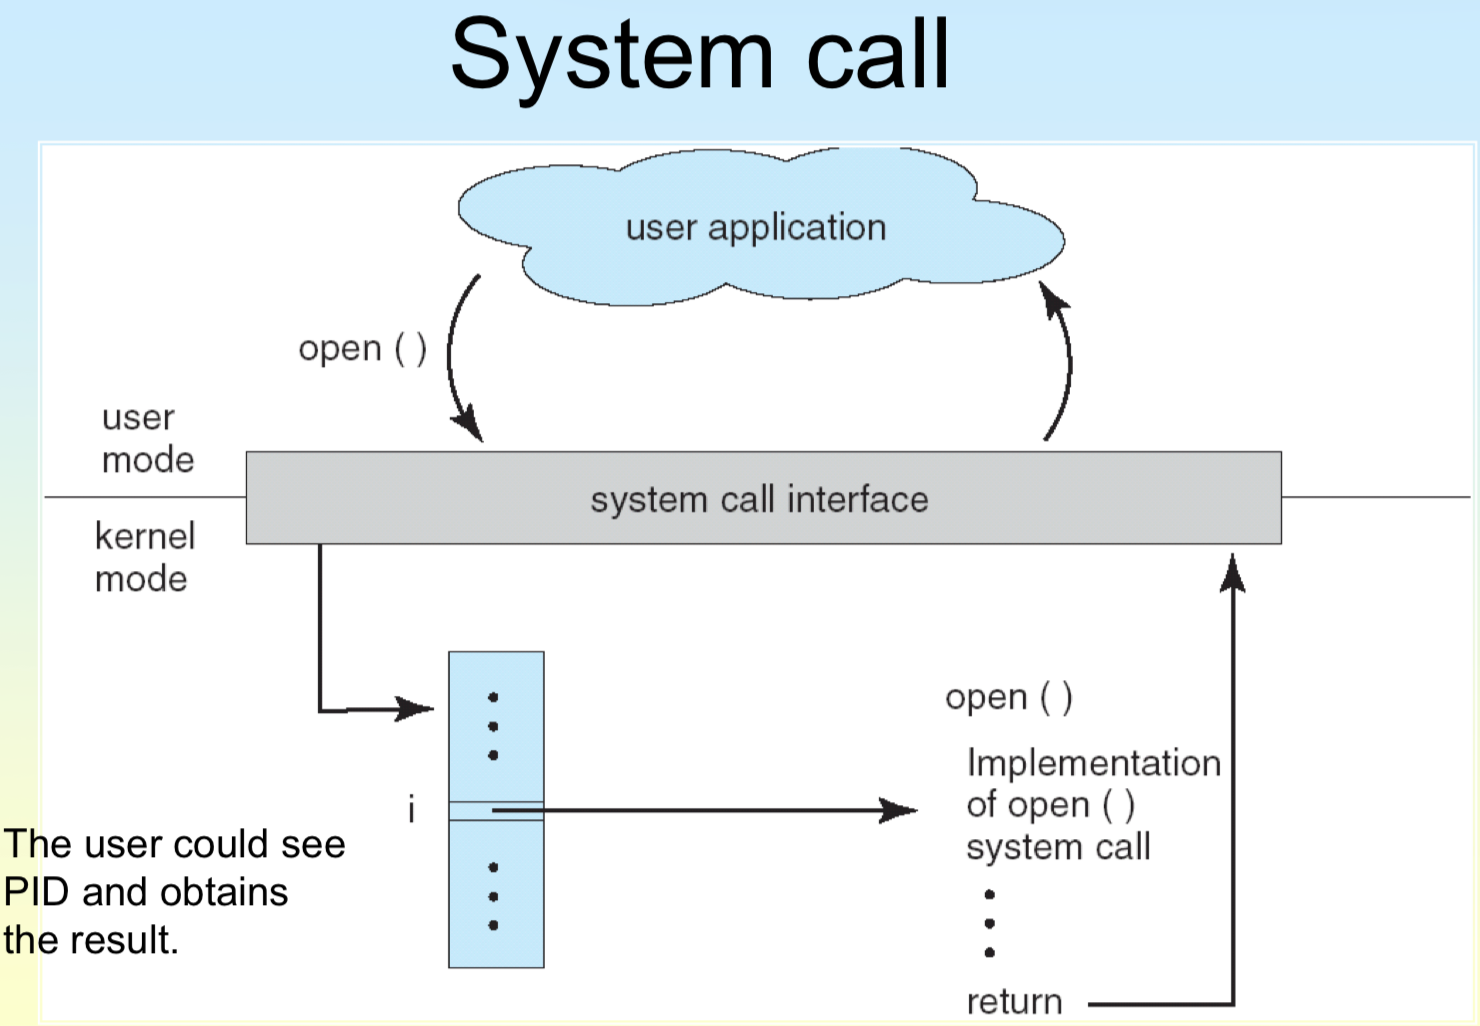 System call
user application
open ( )
user
mode
system call interface
kernel
mode
open ( )
Implementation
of open ( )
system call
i
The user could see
PID and obtains
the result.
return